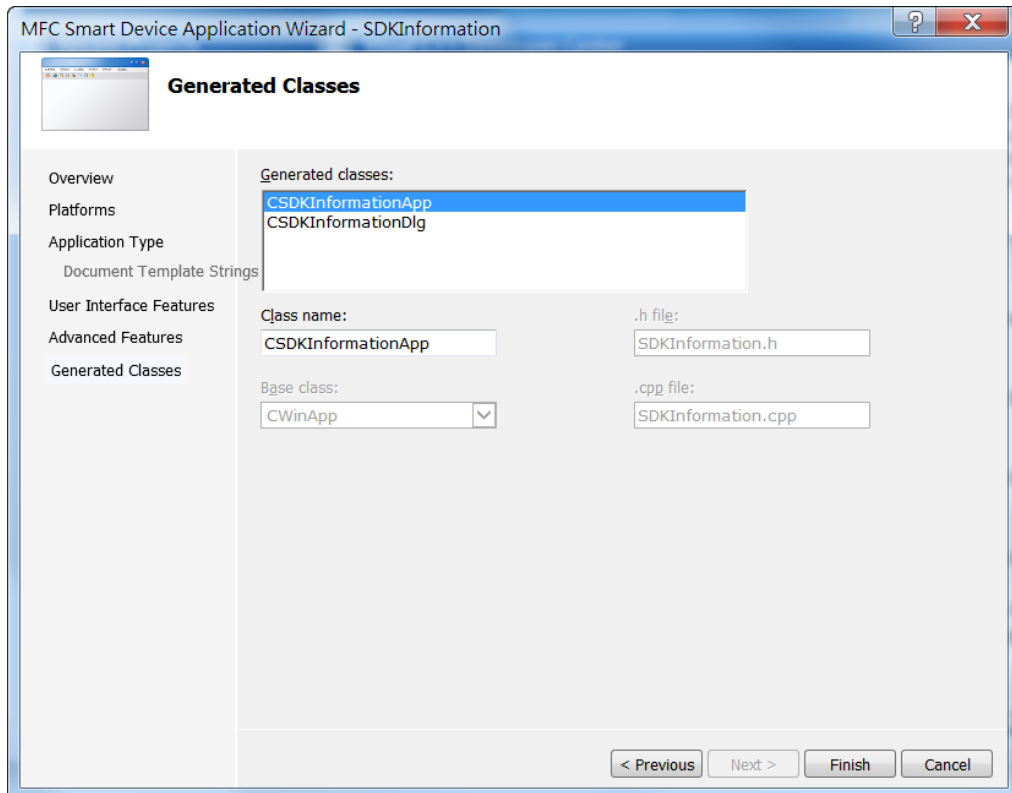 MFC Smart Device Application Wizard - SDKInformation
Generated Classes
Overview
Platforms
Application Type
Document Template Strings
User Interface Features
Advanced Features
Generated Classes
Generated classes:
CSDKInformationApp
CSDKInformationDlg
Class name:
.h file:
CSDKInformationApp
SDKInformation.h
Base class:
.cpp file:
CWinApp
SDKInformation.cpp
< Previous
Next >
Finish
Cancel